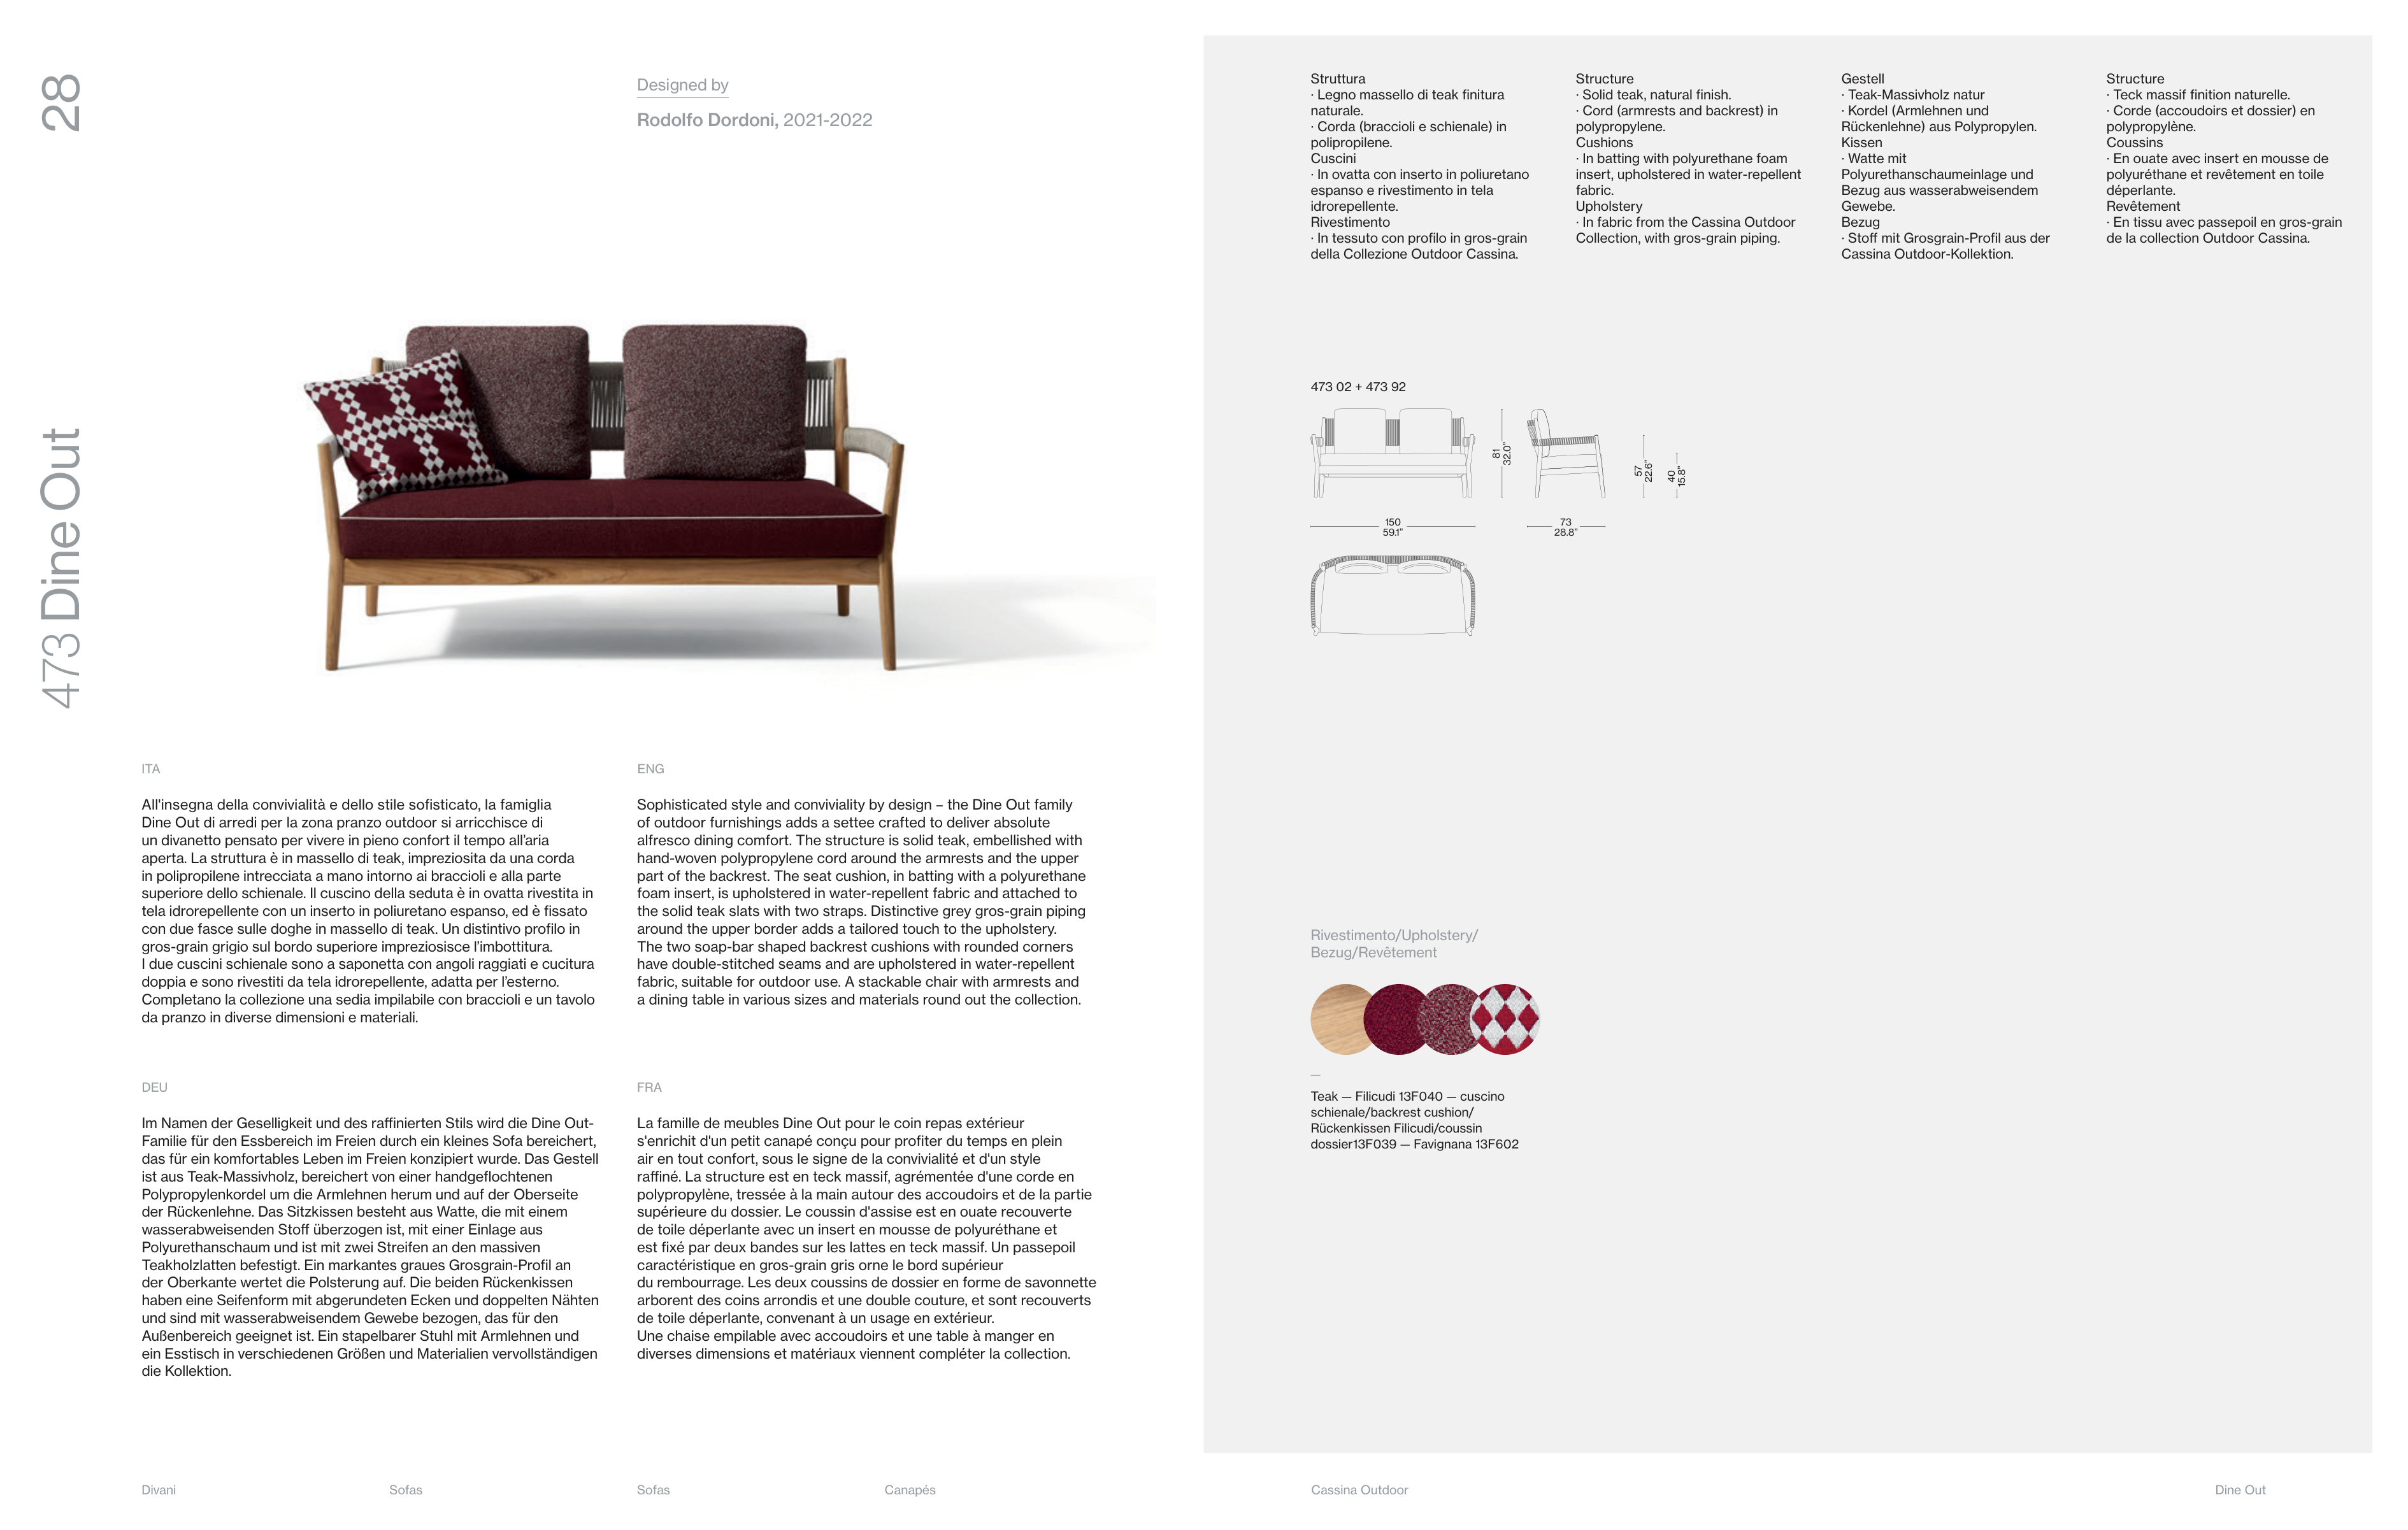 28
473 Dine Out
Designed by
Rodolfo Dordoni, 2021-2022
ITA
All'insegna della convivialità e dello stile sofisticato, la famiglia
Dine Out di arredi per la zona pranzo outdoor si arricchisce di
un divanetto pensato per vivere in pieno confort il tempo all'aria
aperta. La struttura è in massello di teak, impreziosita da una corda
in polipropilene intrecciata a mano intorno ai braccioli e alla parte
superiore dello schienale. Il cuscino della seduta è in ovatta rivestita in
tela idrorepellente con un inserto in poliuretano espanso, ed è fissato
con due fasce sulle doghe in massello di teak. Un distintivo profilo in
gros-grain grigio sul bordo superiore impreziosisce l'imbottitura.
I due cuscini schienale sono a saponetta con angoli raggiati e cucitura
doppia e sono rivestiti da tela idrorepellente, adatta per l'esterno.
Completano la collezione una sedia impilabile con braccioli e un tavolo
da pranzo in diverse dimensioni e materiali.
ENG
Sophisticated style and conviviality by design – the Dine Out family
of outdoor furnishings adds a settee crafted to deliver absolute
alfresco dining comfort. The structure is solid teak, embellished with
hand-woven polypropylene cord around the armrests and the upper
part of the backrest. The seat cushion, in batting with a polyurethane
foam insert, is upholstered in water-repellent fabric and attached to
the solid teak slats with two straps. Distinctive grey gros-grain piping
around the upper border adds a tailored touch to the upholstery.
The two soap-bar shaped backrest cushions with rounded corners
have double-stitched seams and are upholstered in water-repellent
fabric, suitable for outdoor use. A stackable chair with armrests and
a dining table in various sizes and materials round out the collection.
DEU
Im Namen der Geselligkeit und des raffinierten Stils wird die Dine Out-
Familie für den Essbereich im Freien durch ein kleines Sofa bereichert,
das für ein komfortables Leben im Freien konzipiert wurde. Das Gestell
ist aus Teak-Massivholz, bereichert von einer handgeflochtenen
Polypropylenkordel um die Armlehnen herum und auf der Oberseite
der Rückenlehne. Das Sitzkissen besteht aus Watte, die mit einem
wasserabweisenden Stoff überzogen ist, mit einer Einlage aus
Polyurethanschaum und ist mit zwei Streifen an den massiven
Teakholzlatten befestigt. Ein markantes graues Grosgrain-Profil an
der Oberkante wertet die Polsterung auf. Die beiden Rückenkissen
haben eine Seifenform mit abgerundeten Ecken und doppelten Nähten
und sind mit wasserabweisendem Gewebe bezogen, das für den
Außenbereich geeignet ist. Ein stapelbarer Stuhl mit Armlehnen und
ein Esstisch in verschiedenen Größen und Materialien vervollständigen
die Kollektion.
FRA
La famille de meubles Dine Out pour le coin repas extérieur
s'enrichit d'un petit canapé conçu pour profiter du temps en plein
air en tout confort, sous le signe de la convivialité et d'un style
raffiné. La structure est en teck massif, agrémentée d'une corde en
polypropylène, tressée à la main autour des accoudoirs et de la partie
supérieure du dossier. Le coussin d'assise est en ouate recouverte
de toile déperlante avec un insert en mousse de polyuréthane et
est fixé par deux bandes sur les lattes en teck massif. Un passepoil
caractéristique en gros-grain gris orne le bord supérieur
du rembourrage. Les deux coussins de dossier en forme de savonnette
arborent des coins arrondis et une double couture, et sont recouverts
de toile déperlante, convenant à un usage en extérieur.
Une chaise empilable avec accoudoirs et une table à manger en
diverses dimensions et matériaux viennent compléter la collection.
Divani
Sofas
Sofas
Canapés
Struttura
· Legno massello di teak finitura
naturale.
· Corda (braccioli e schienale) in
polipropilene.
Cuscini
· In ovatta con inserto in poliuretano
espanso e rivestimento in tela
idrorepellente.
Rivestimento
· In tessuto con profilo in gros-grain
della Collezione Outdoor Cassina.
Structure
· Solid teak, natural finish.
· Cord (armrests and backrest) in
polypropylene.
Cushions
· In batting with polyurethane foam
insert, upholstered in water-repellent
fabric.
Upholstery
· In fabric from the Cassina Outdoor
Collection, with gros-grain piping.
Gestell
· Teak-Massivholz natur
· Kordel (Armlehnen und
Rückenlehne) aus Polypropylen.
Kissen
· Watte mit
Polyurethanschaumeinlage und
Bezug aus wasserabweisendem
Gewebe.
Bezug
· Stoff mit Grosgrain-Profil aus der
Cassina Outdoor-Kollektion.
Structure
· Teck massif finition naturelle.
· Corde (accoudoirs et dossier) en
polypropylène.
Coussins
· En ouate avec insert en mousse de
polyuréthane et revêtement en toile
déperlante.
Revêtement
· En tissu avec passepoil en gros-grain
de la collection Outdoor Cassina.
473 02 + 473 92
81
32.0"
57
22.6"
40
15.8"
150
59.1"
73
28.8"
Rivestimento/Upholstery/
Bezug/Revêtement
—
Teak — Filicudi 13F040 — cuscino
schienale/backrest cushion/
Rückenkissen Filicudi/coussin
dossier13F039 — Favignana 13F602
Cassina Outdoor
Dine Out